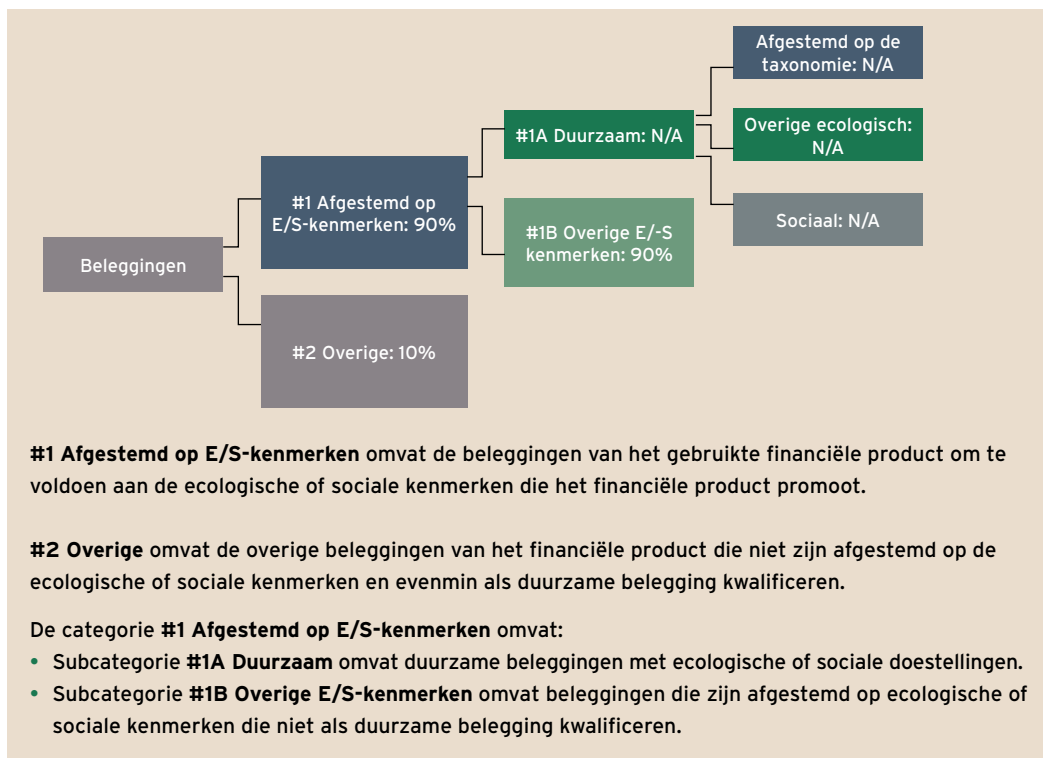 Afgestemd op de
taxonomie: N/A
#1A Duurzaam: N/A
Overige ecologisch:
N/A
#1 Afgestemd op
E/S-kenmerken: 90%
Sociaal: N/A
#1B Overige E/-S
kenmerken: 90%
Beleggingen
#2 Overige: 10%
#1 Afgestemd op E/S-kenmerken omvat de beleggingen van het gebruikte financiële product om te
voldoen aan de ecologische of sociale kenmerken die het financiële product promoot.
#2 Overige omvat de overige beleggingen van het financiële product die niet zijn afgestemd op de
ecologische of sociale kenmerken en evenmin als duurzame belegging kwalificeren.
De categorie #1 Afgestemd op E/S-kenmerken omvat:
• Subcategorie #1A Duurzaam omvat duurzame beleggingen met ecologische of sociale doestellingen.
• Subcategorie #1B Overige E/S-kenmerken omvat beleggingen die zijn afgestemd op ecologische of
sociale kenmerken die niet als duurzame belegging kwalificeren.